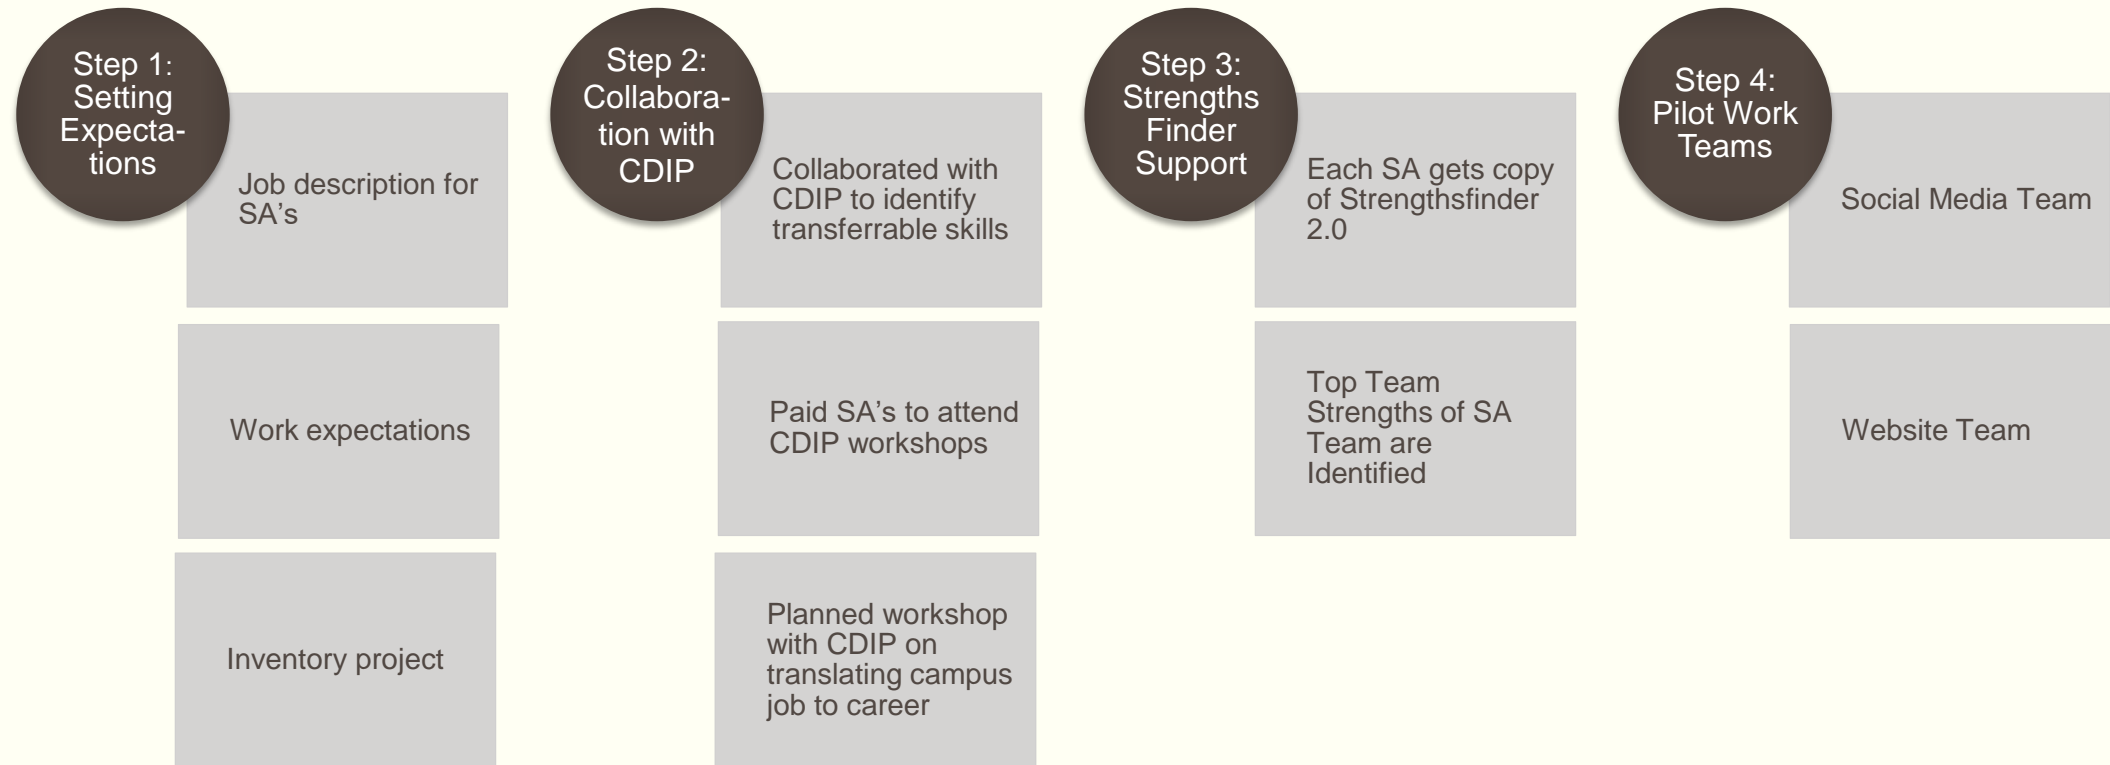 Step 1:
Setting
Expecta-
tions
Job description for
SA’s
Work expectations
Inventory project
Step 2:
Collabora-
tion with
CDIP
Collaborated with
CDIP to identify
transferrable skills
Paid SA’s to attend
CDIP workshops
Planned workshop
with CDIP on
translating campus
job to career
Step 3:
Strengths
Finder
Support
Each SA gets copy
of Strengthsfinder
2.0
Top Team
Strengths of SA
Team are
Identified
Step 4:
Pilot Work
Teams
Social Media Team
Website Team